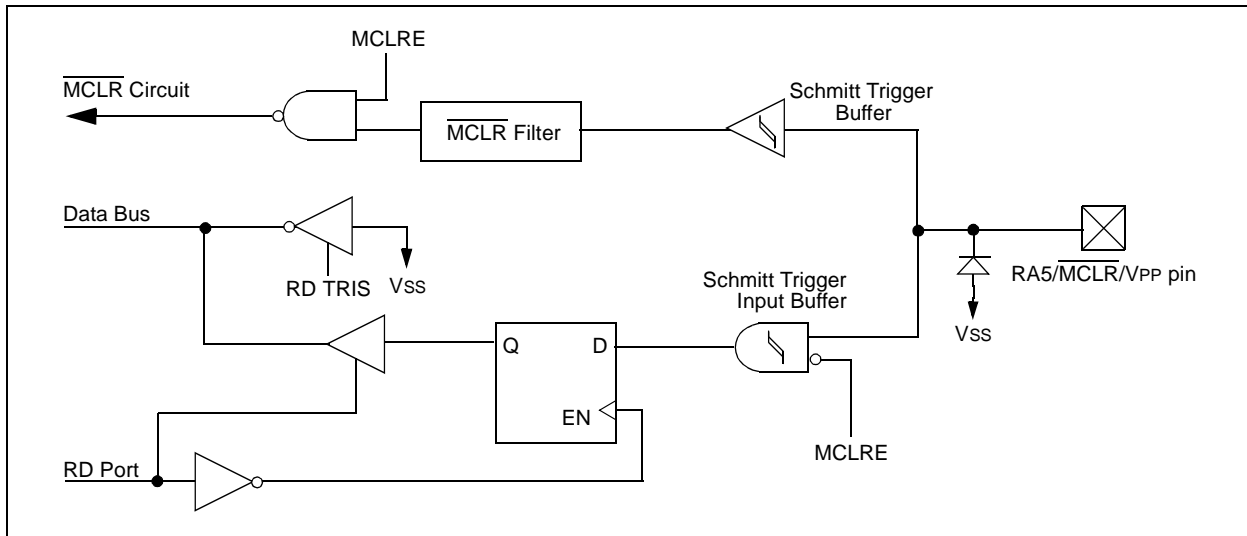 MCLRE
MCLR Circuit
Schmitt Trigger
Buffer
MCLR Filter
Data Bus
RD TRIS
VSS
RA5/MCLR/VPP pin
Schmitt Trigger
Input Buffer
VSS
Q
D
EN
MCLRE
RD Port